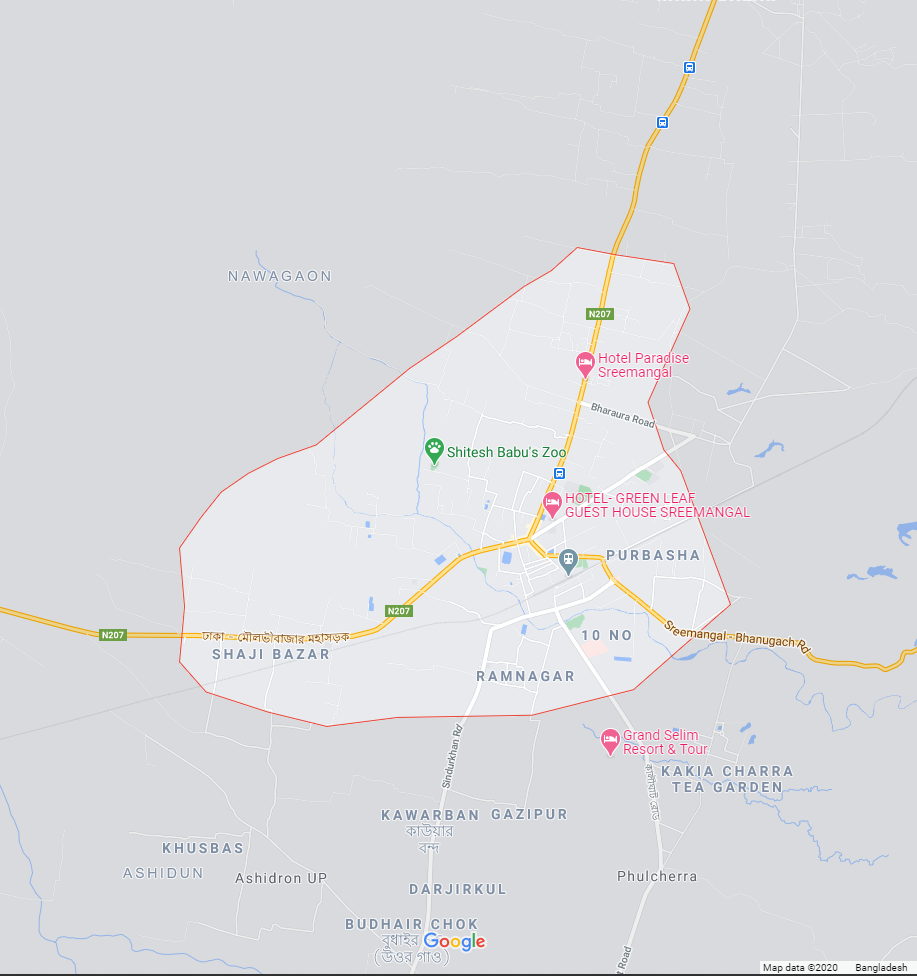 NAWAGAON
N207
Hotel Paradise
Sreemangal
Bharaura Road
Shitesh Babu's Zoo
HOTEL- GREEN LEAF
GUEST HOUSE SREEMANGAL
PURBASHA
N207
N207
ঢাকা - মৌলভীবাজার মহাসড়ক
SHAJI BAZAR
10 NO
Sreemangal - Bhanugach Rd
RAMNAGAR
Sindurkhan Rd
Grand Selim
Resort & Tour
কালীঘাট রোড
KAKIA CHARRA
TEA GARDEN
KAWARBAN
কাউয়ার
বন্দ
GAZIPUR
KHUSBAS
ASHIDUN
Ashidron UP
Phulcherra
DARJIRKUL
BUDHAIR CHOK
বুধাইর
(উওর গাও)
Google
t Road
Map data ©2020 Bangladesh